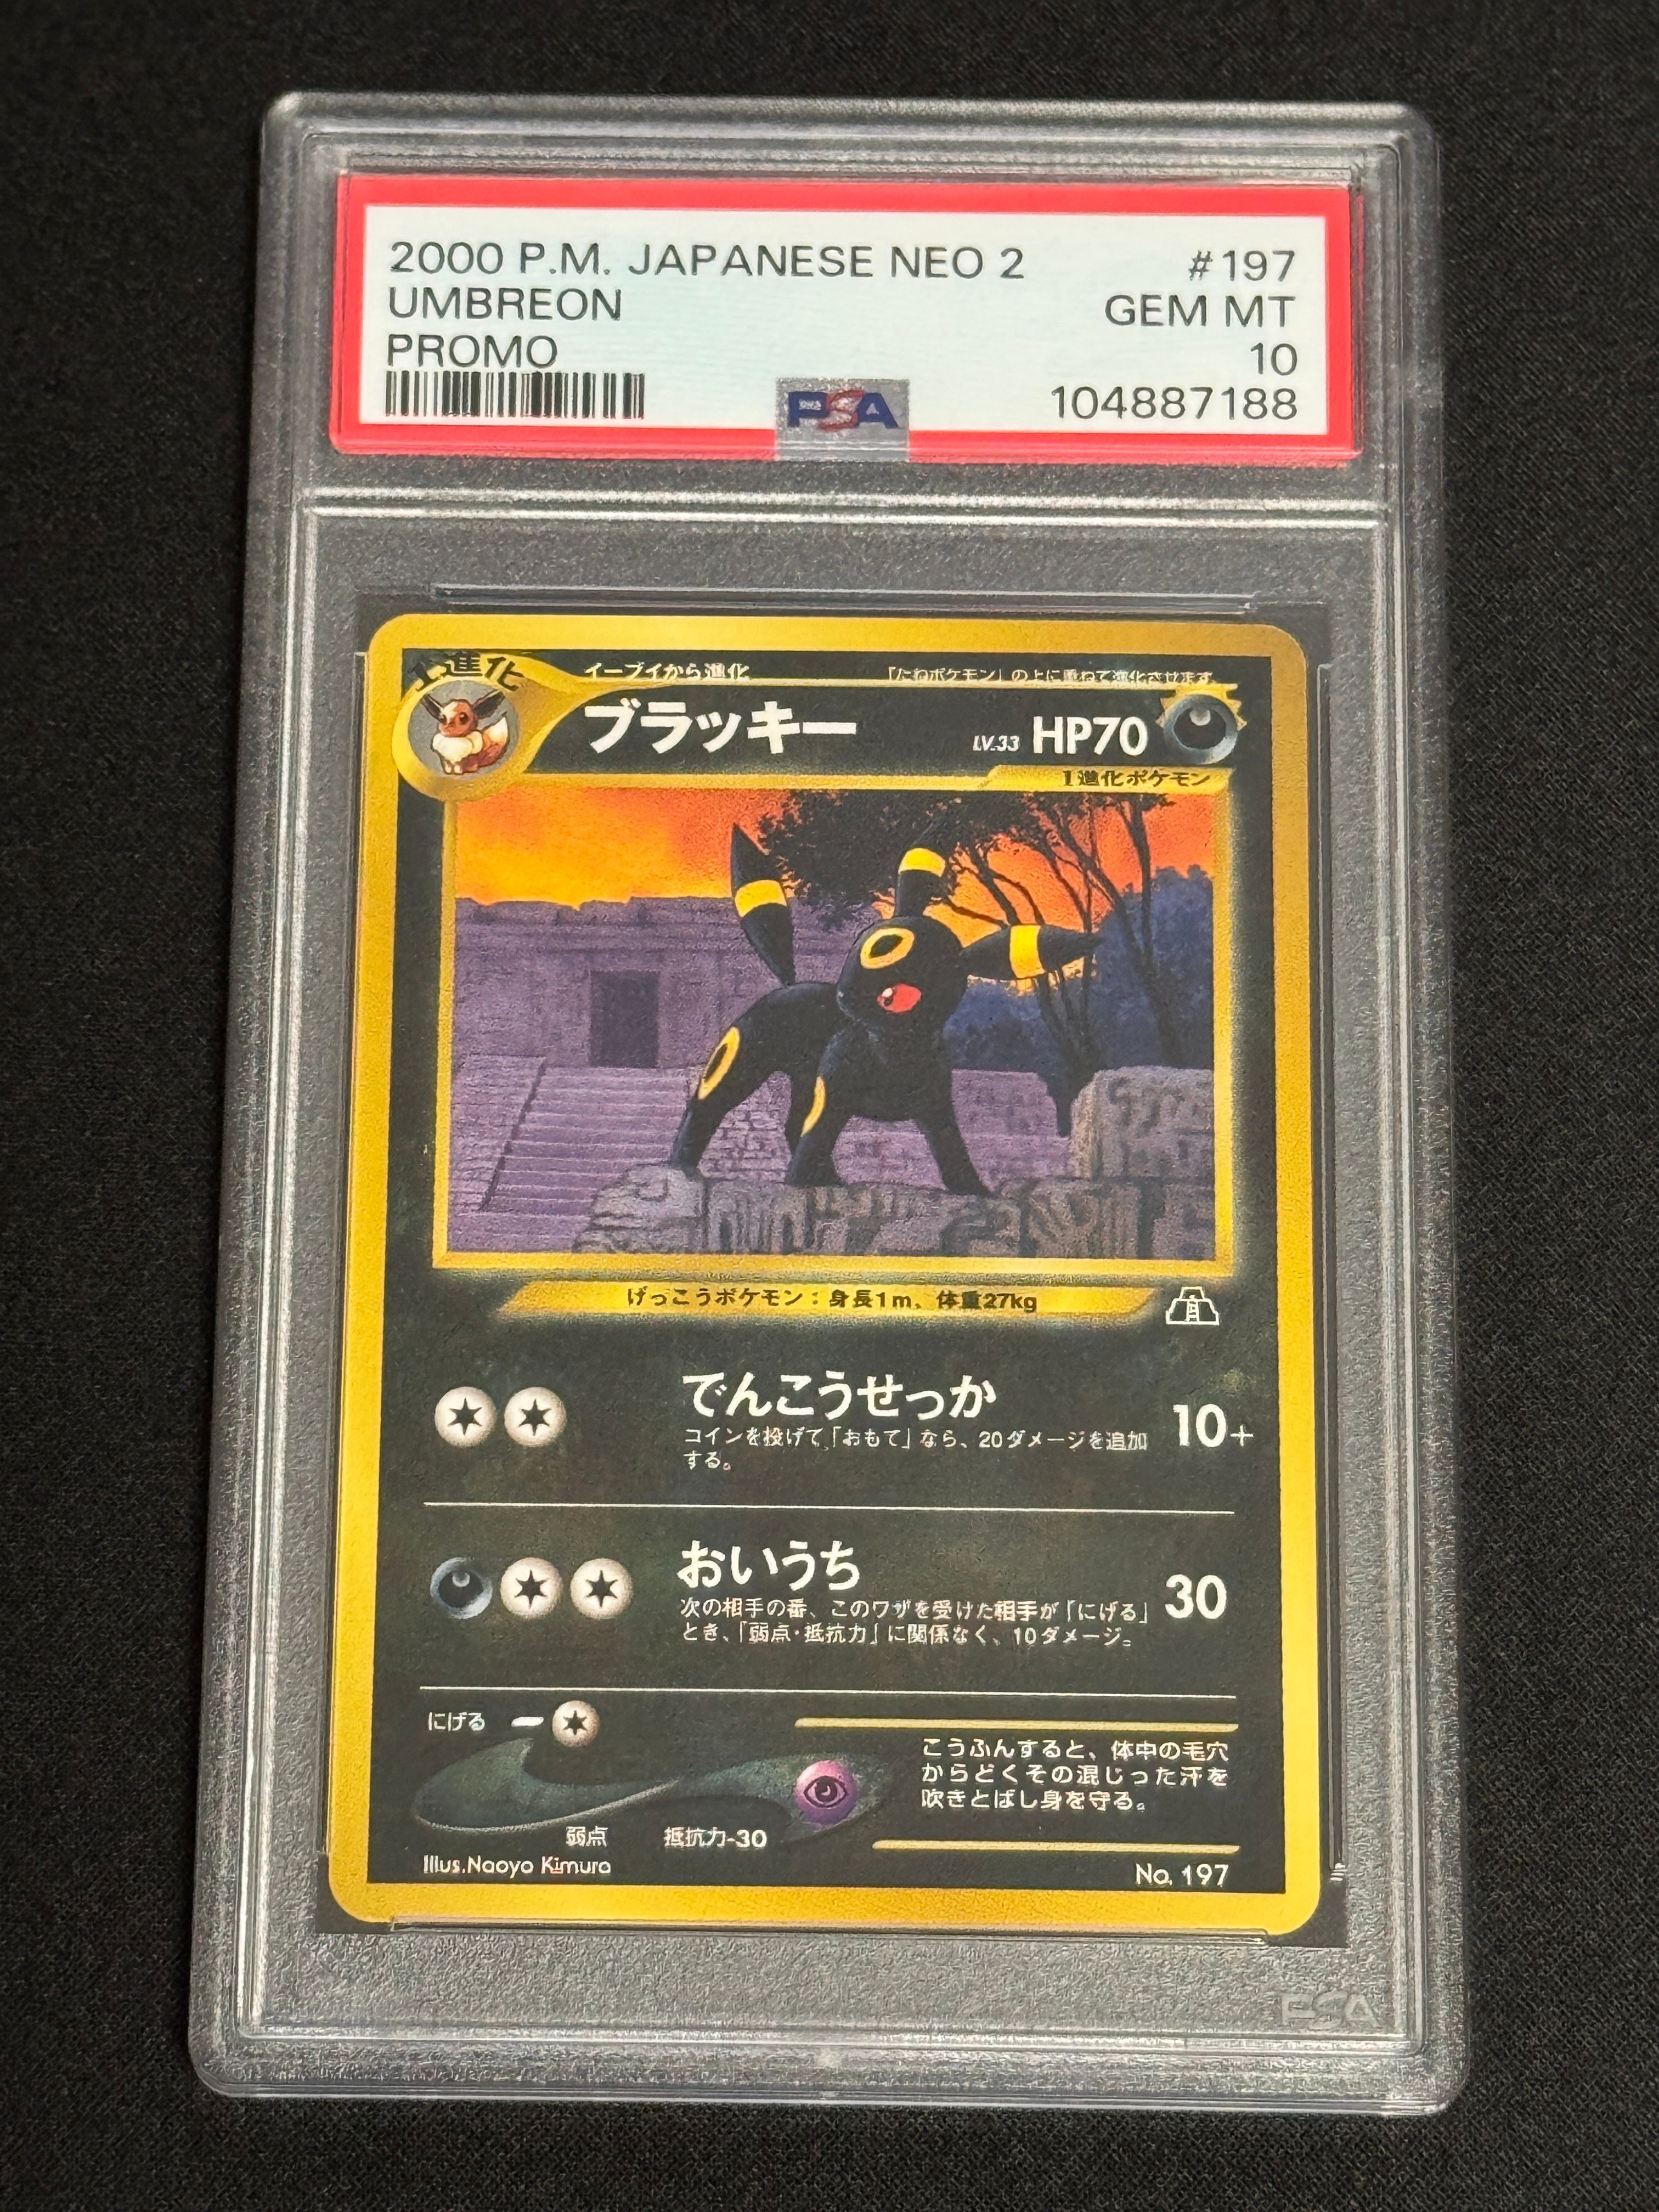 2000 P.M. JAPANESE NEO 2 #197
UMBREON GEM MT
PROMO 10
PSA 104887188
1進化
イーブイから進化 「たねポケモン」の上に重ねて進化させます。
ブラッキー LV.33 HP70
1進化ポケモン
げっこうポケモン：身長1m、体重27kg
でんこうせっか 10+
コインを投げて「おもて」なら、20ダメージを追加
する。
おいうち 30
次の相手の番、このワザを受けた相手が「にげる」
とき、「弱点・抵抗力」に関係なく、10ダメージ。
にげる
こうふんすると、体中の毛穴
からどくその混じった汗を
吹きとばし身を守る。
弱点 抵抗力-30
Illus.Naoyo Kimura No. 197
PSA